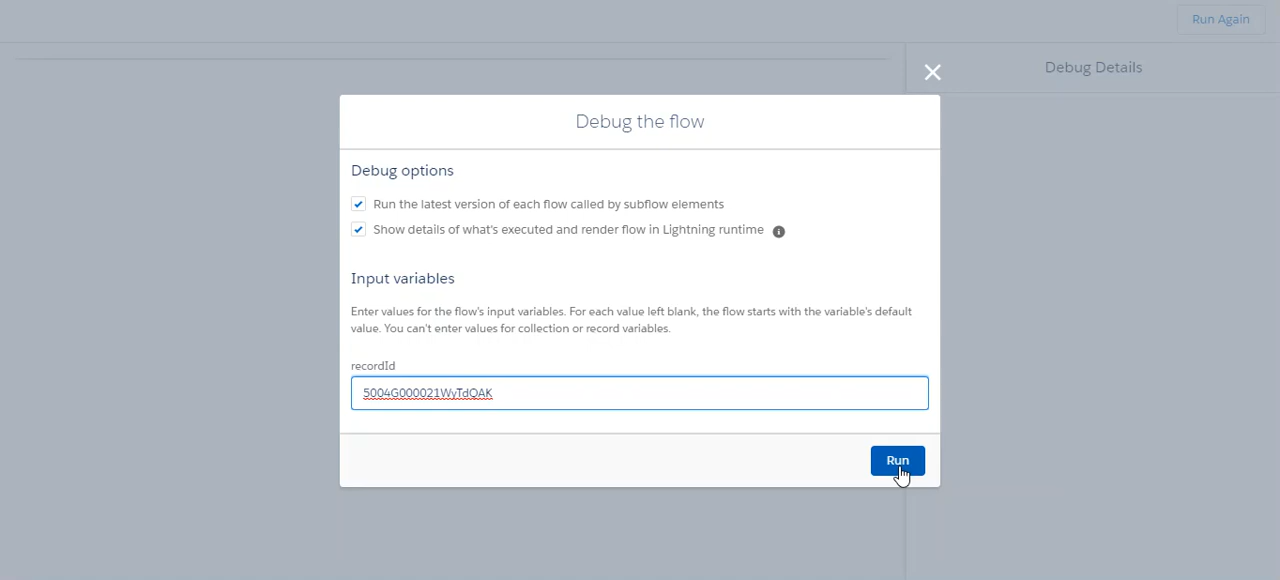 Run Again
Debug Details
Debug the flow
Debug options
Run the latest version of each flow called by subflow elements
Show details of what's executed and render flow in Lightning runtime
Input variables
Enter values for the flow's input variables. For each value left blank, the flow starts with the variable's default
value. You can't enter values for collection or record variables.
recordId
5004G000021WyTdQAK
Run